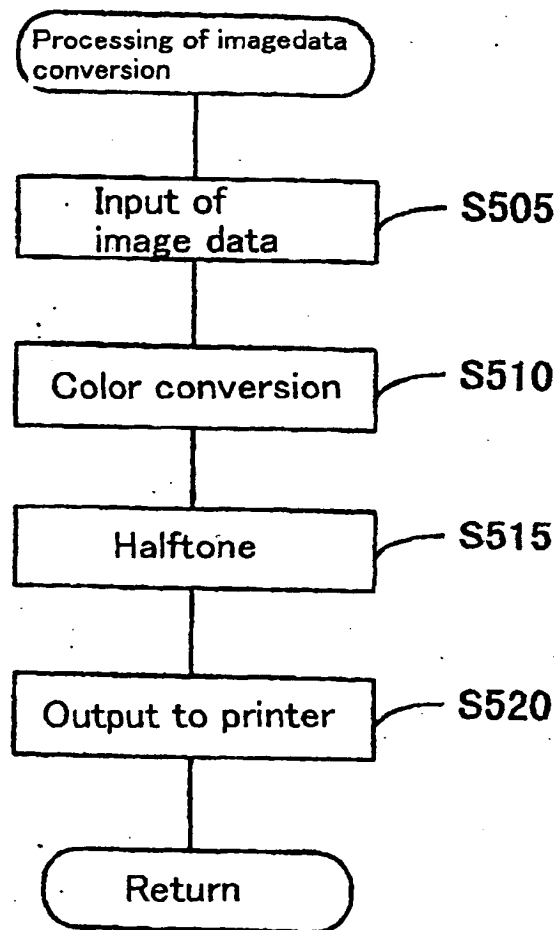 Processing of imagedata
conversion
Input of
image data
S505
Color conversion
S510
Halftone
S515
Output to printer
S520
Return